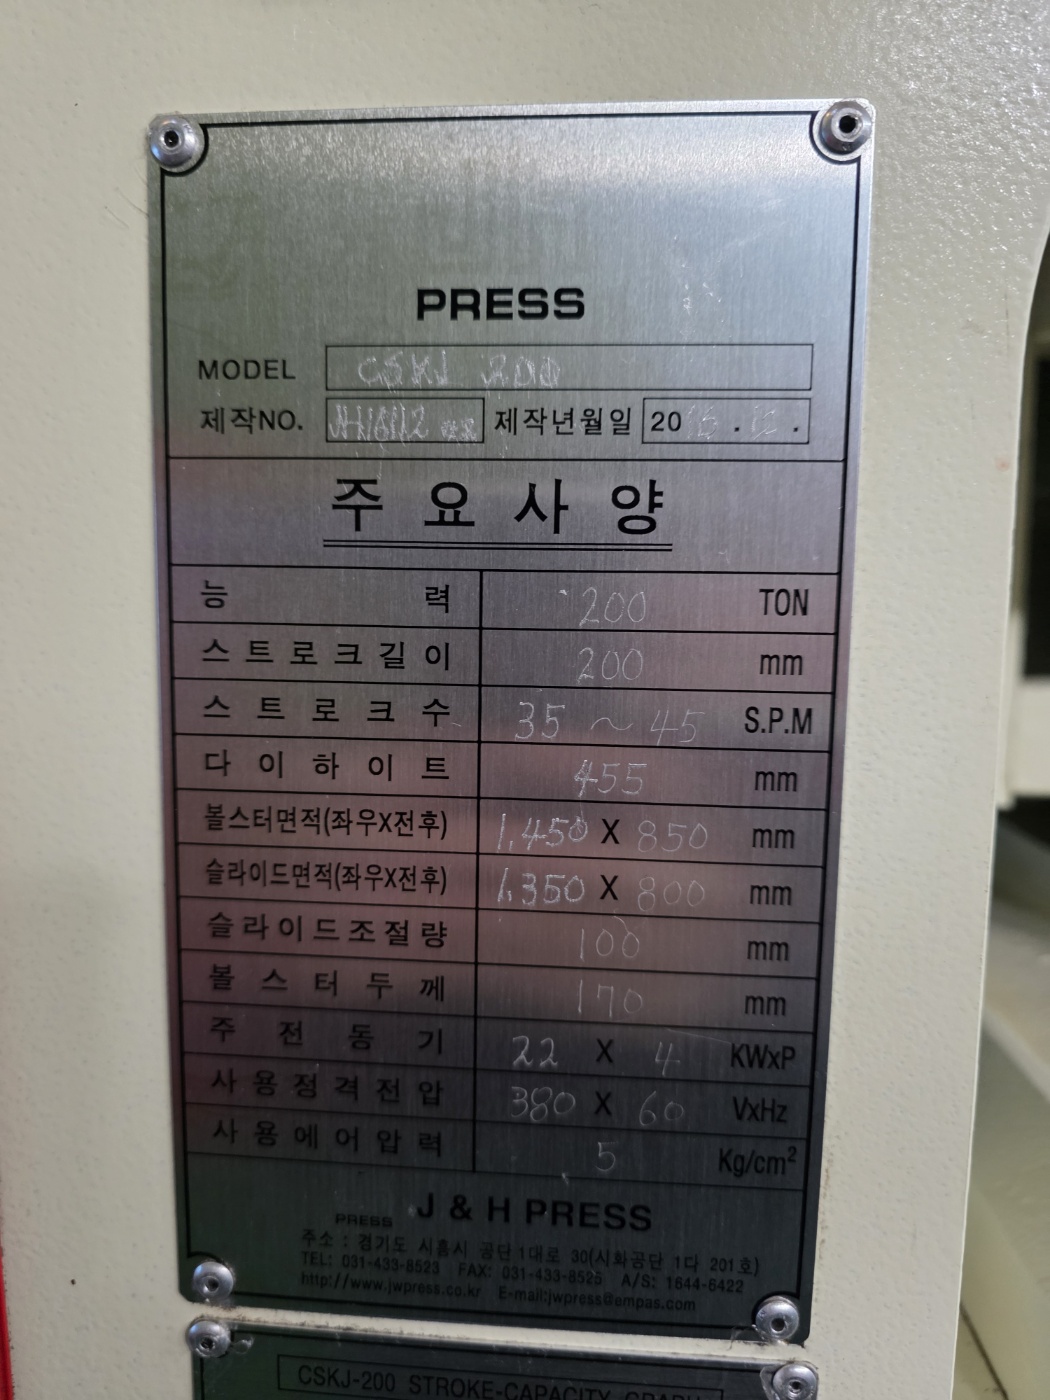 PRESS
MODEL CSKJ 200
제작NO. 제작년월일 20 . .
주요사양
능력 200 TON
스트로크길이 200 mm
스트로크수 35 ~ 45 S.P.M
다이하이트 455 mm
볼스터면적(좌우X전후) 1,450 X 850 mm
슬라이드면적(좌우X전후) 1,350 X 800 mm
슬라이드조절량 100 mm
볼스터두께 170 mm
주전동기 22 X 4 KWxP
사용정격전압 380 X 60 VxHz
사용에어압력 5 Kg/cm²
PRESS J & H PRESS
주소 : 경기도 시흥시 공단1대로 30(시화공단 1다 201호)
TEL: 031-433-8523 FAX: 031-433-8525 A/S: 1644-6422
http://www.jwpress.co.kr E-mail:jwpress@empas.com
CSKJ-200 STROKE-CAPACITY GRAPH